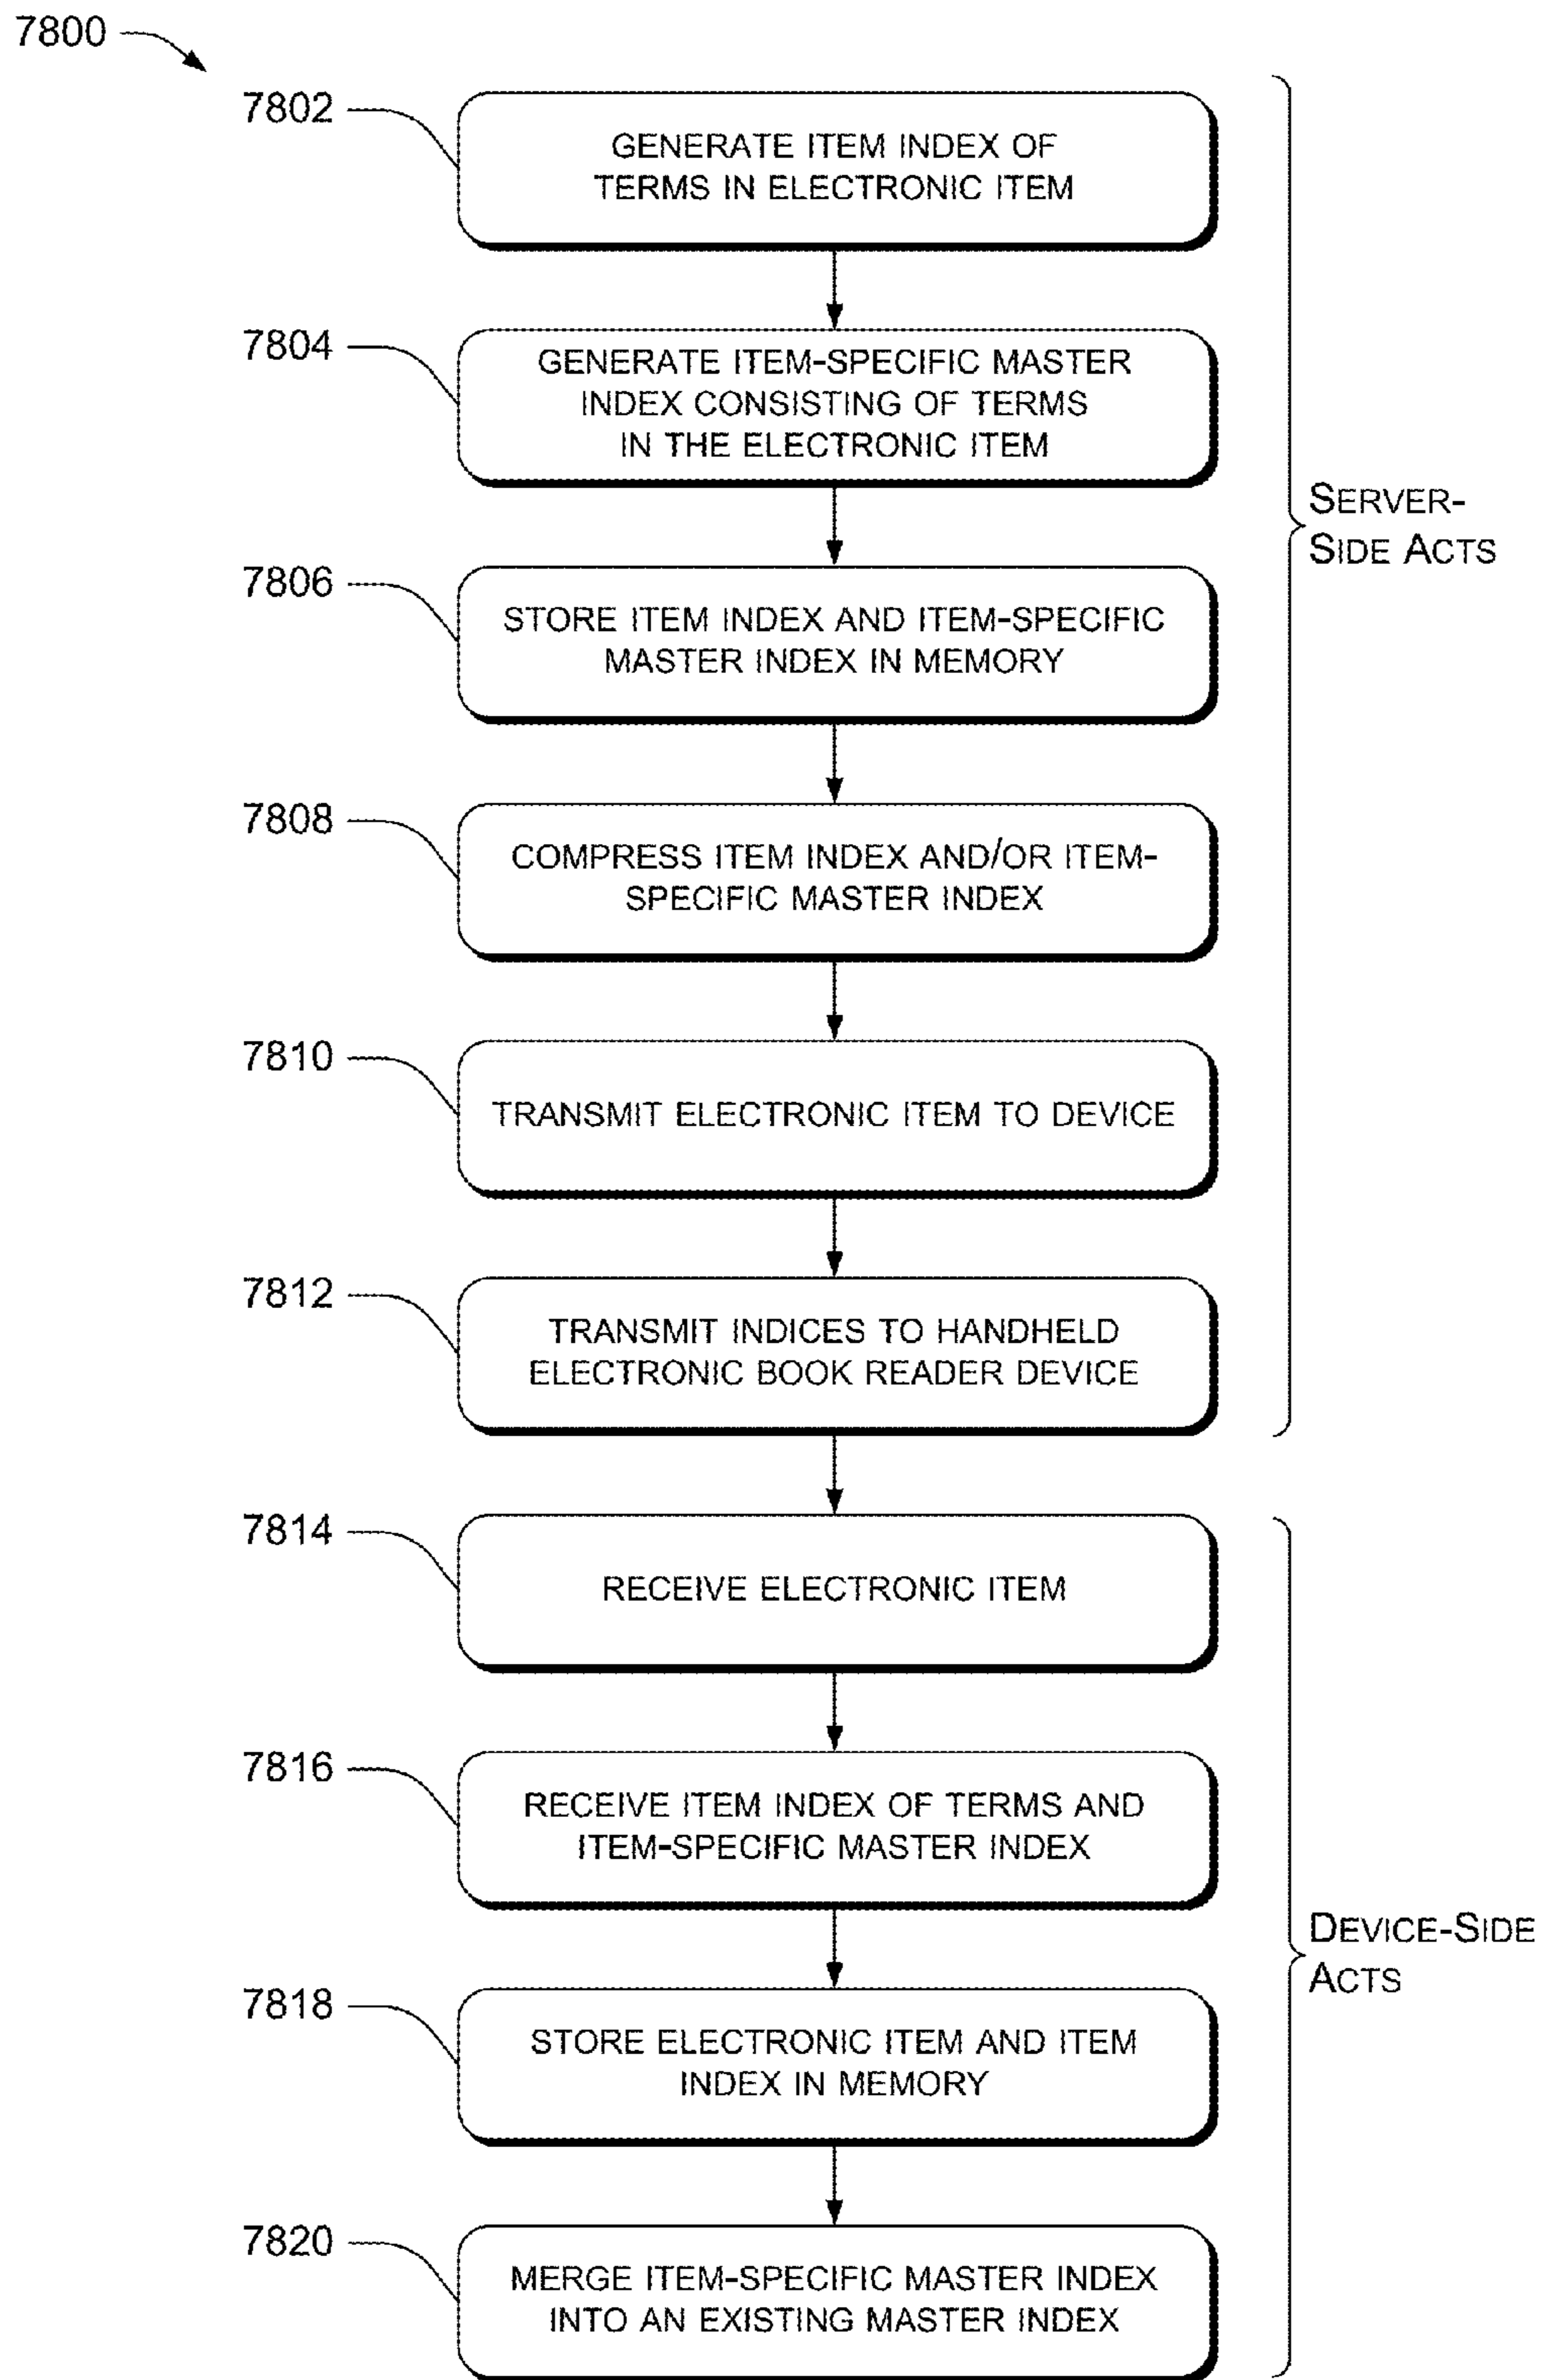 7800
7802
GENERATE ITEM INDEX OF
TERMS IN ELECTRONIC ITEM
7804
GENERATE ITEM-SPECIFIC MASTER
INDEX CONSISTING OF TERMS
IN THE ELECTRONIC ITEM
SERVER-
SIDE ACTS
7806
STORE ITEM INDEX AND ITEM-SPECIFIC
MASTER INDEX IN MEMORY
7808
COMPRESS ITEM INDEX AND/OR ITEM-
SPECIFIC MASTER INDEX
7810
TRANSMIT ELECTRONIC ITEM TO DEVICE
7812
TRANSMIT INDICES TO HANDHELD
ELECTRONIC BOOK READER DEVICE
7814
RECEIVE ELECTRONIC ITEM
7816
RECEIVE ITEM INDEX OF TERMS AND
ITEM-SPECIFIC MASTER INDEX
DEVICE-SIDE
ACTS
7818
STORE ELECTRONIC ITEM AND ITEM
INDEX IN MEMORY
7820
MERGE ITEM-SPECIFIC MASTER INDEX
INTO AN EXISTING MASTER INDEX